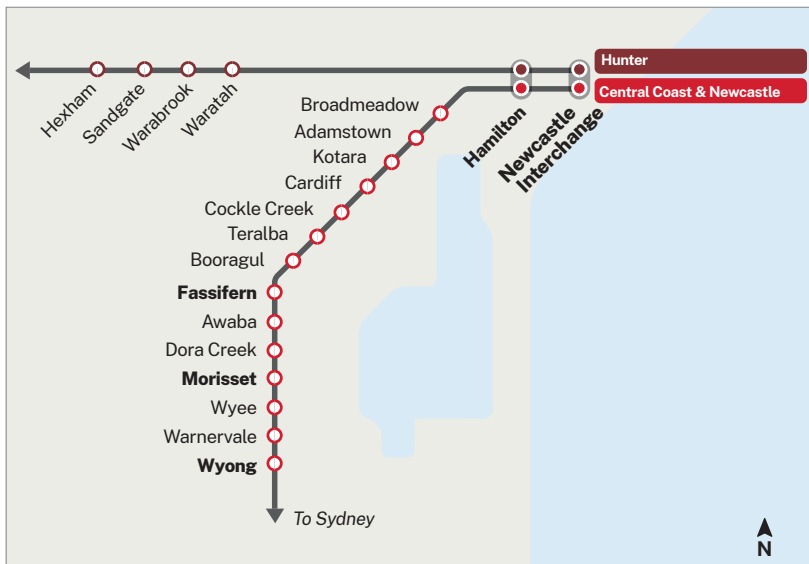 Hunter
Central Coast & Newcastle
Hexham
Sandgate
Warabrook
Waratah
Hamilton
Newcastle
Interchange
Broadmeadow
Adamstown
Kotara
Cardiff
Cockle Creek
Teralba
Booragul
Fassifern
Awaba
Dora Creek
Morisset
Wyee
Warnervale
Wyong
To Sydney
N